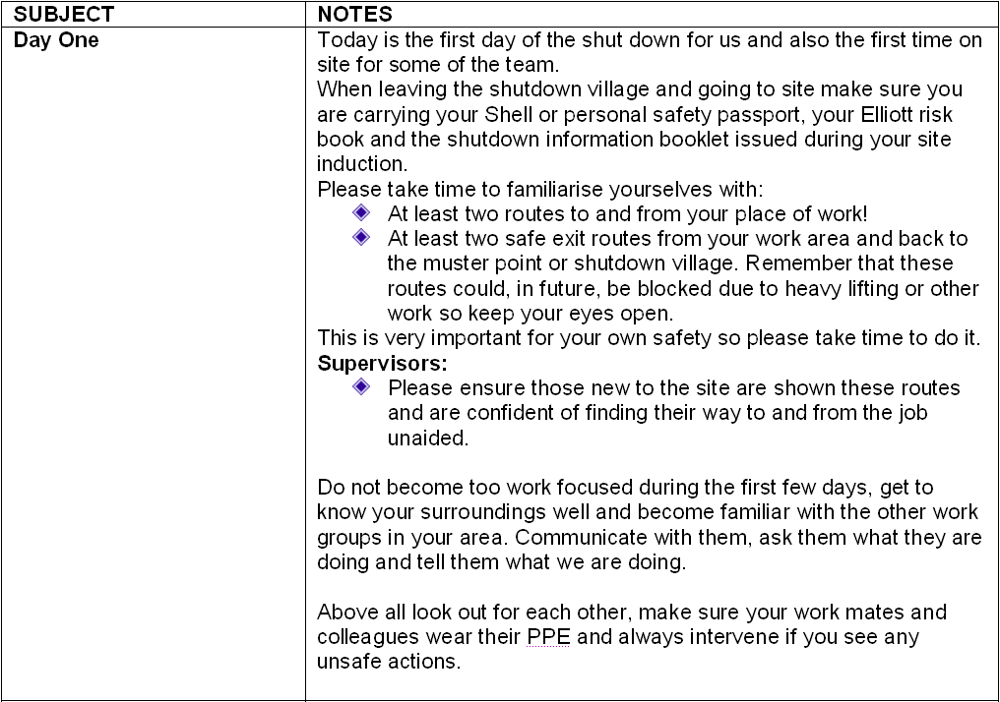 SUBJECT NOTES
Day One Today is the first day of the shut down for us and also the first time on
site for some of the team.
When leaving the shutdown village and going to site make sure you
are carrying your Shell or personal safety passport, your Elliott risk
book and the shutdown information booklet issued during your site
induction.
Please take time to familiarise yourselves with:
At least two routes to and from your place of work!
At least two safe exit routes from your work area and back to
the muster point or shutdown village. Remember that these
routes could, in future, be blocked due to heavy lifting or other
work so keep your eyes open.
This is very important for your own safety so please take time to do it.
Supervisors:
Please ensure those new to the site are shown these routes
and are confident of finding their way to and from the job
unaided.
Do not become too work focused during the first few days, get to
know your surroundings well and become familiar with the other work
groups in your area. Communicate with them, ask them what they are
doing and tell them what we are doing.
Above all look out for each other, make sure your work mates and
colleagues wear their PPE and always intervene if you see any
unsafe actions.